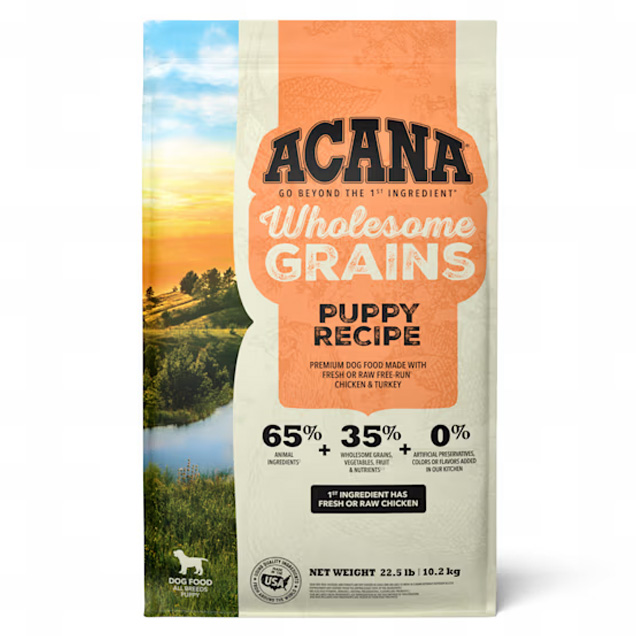 ACANA
GO BEYOND THE 1ST INGREDIENT
Wholesome
GRAINS
PUPPY
RECIPE
PREMIUM DOG FOOD MADE WITH
FRESH OR RAW FREE-RUN
CHICKEN & TURKEY
65% + 35% + 0%
ANIMAL INGREDIENTS
WHOLESOME GRAINS, VEGETABLES, FRUIT & NUTRIENTS
ARTIFICIAL PRESERVATIVES, COLORS OR FLAVORS ADDED IN OUR KITCHEN
1ST INGREDIENT HAS
FRESH OR RAW CHICKEN
DOG FOOD
ALL BREEDS
PUPPY
MADE IN THE
USA
NET WEIGHT 22.5 lb | 10.2 kg